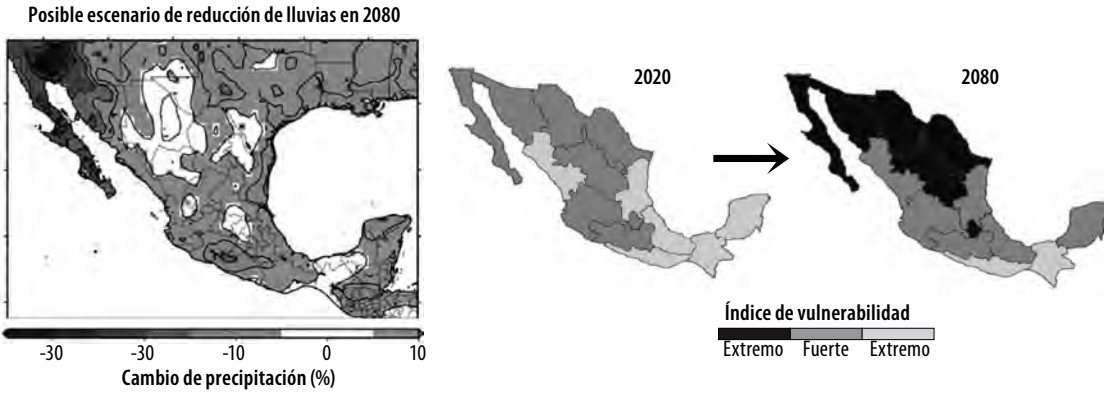 Posible escenario de reducción de lluvias en 2080
-30 -30 -10 0 10
Cambio de precipitación (%)
2020
2080
Índice de vulnerabilidad
Extremo Fuerte Extremo